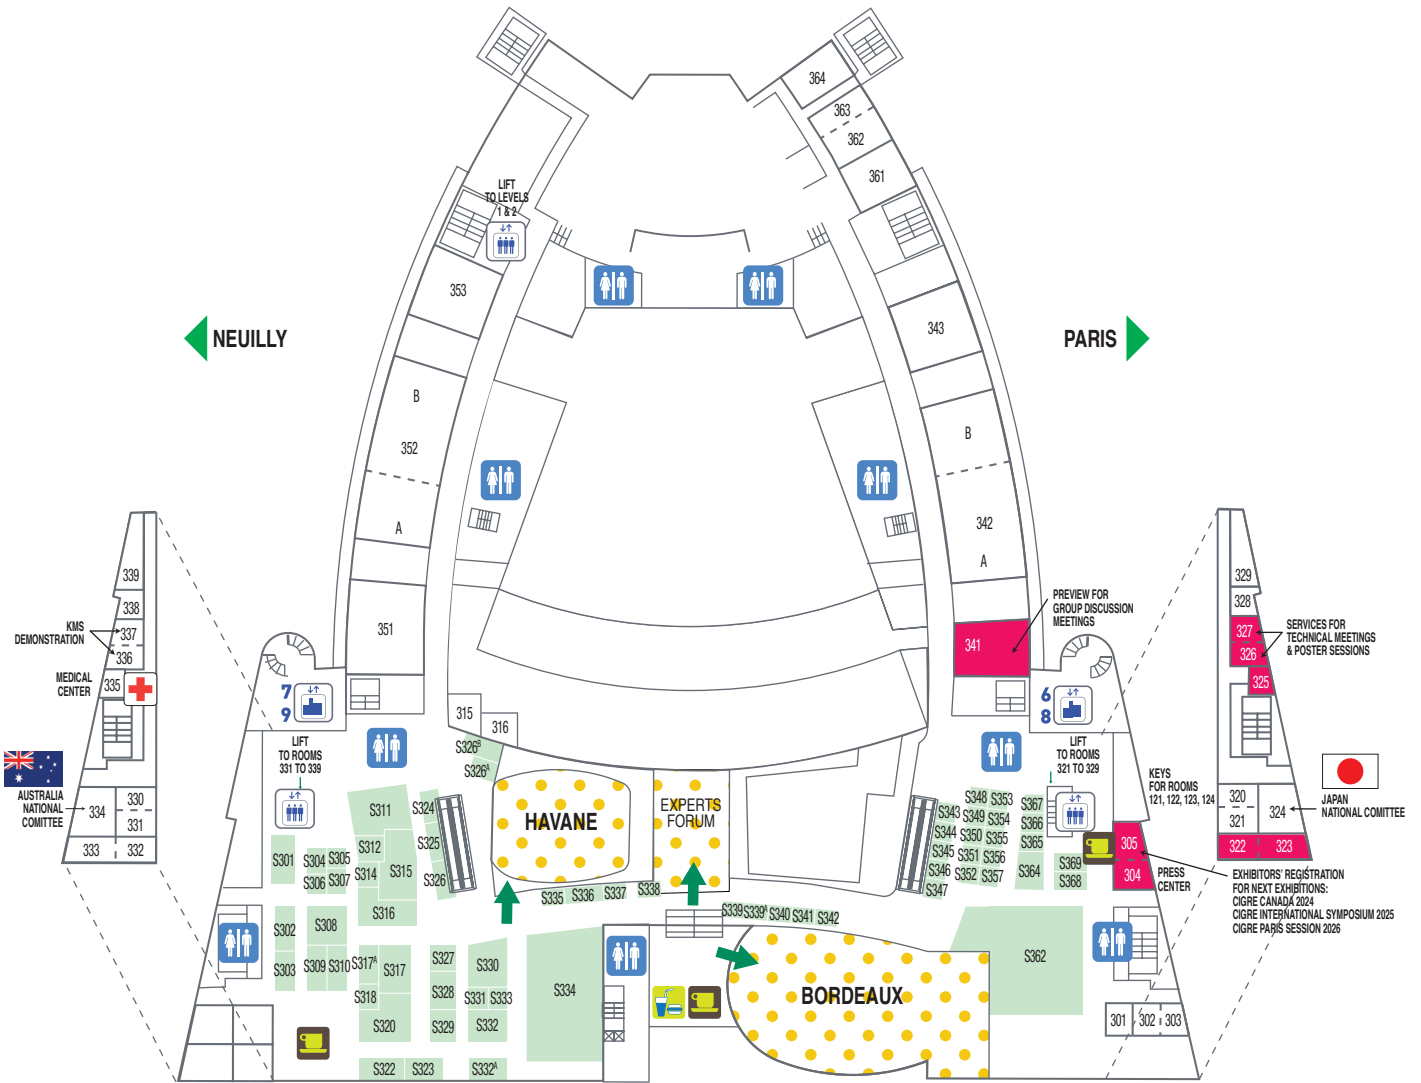 364
363
362
361
LIFT
TO LEVELS
1 & 2
353
343
NEUILLY
PARIS
B
352
A
B
342
A
351
341
PREVIEW FOR
GROUP DISCUSSION
MEETINGS
339
338
337
336
335
KMS
DEMONSTRATION
MEDICAL
CENTER
334
330
331
333
332
AUSTRALIA
NATIONAL
COMITTEE
329
328
327
326
325
SERVICES FOR
TECHNICAL MEETINGS
& POSTER SESSIONS
320
321
324
322
323
JAPAN
NATIONAL COMITTEE
7
9
6
8
LIFT
TO ROOMS
331 TO 339
LIFT
TO ROOMS
321 TO 329
KEYS
FOR ROOMS
121, 122, 123, 124
305
304
PRESS
CENTER
EXHIBITORS' REGISTRATION
FOR NEXT EXHIBITIONS:
CIGRE CANADA 2024
CIGRE INTERNATIONAL SYMPOSIUM 2025
CIGRE PARIS SESSION 2026
315
316
S326B
S326A
HAVANE
EXPERTS
FORUM
BORDEAUX
S311
S324
S312
S325
S301
S304
S305
S306
S307
S314
S315
S326
S316
S302
S308
S303
S309
S310
S317A
S317
S318
S320
S327
S328
S329
S330
S331
S333
S332
S334
S322
S323
S332A
S335
S336
S337
S338
S339
S339A
S340
S341
S342
S343
S344
S345
S346
S347
S348
S349
S350
S351
S352
S353
S354
S355
S356
S357
S367
S366
S365
S364
S369
S368
S362
301
302
303